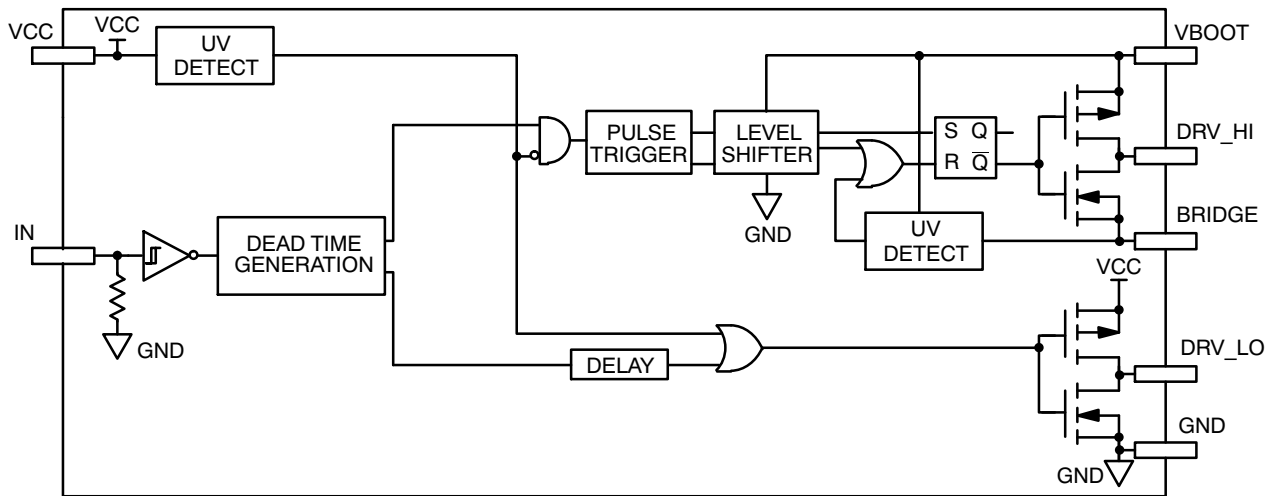 VCC
VCC
UV
DETECT
VBOOT
PULSE
TRIGGER
LEVEL
SHIFTER
S Q
R Q̅
DRV_HI
GND
UV
DETECT
BRIDGE
IN
DEAD TIME
GENERATION
GND
VCC
DELAY
DRV_LO
GND
GND